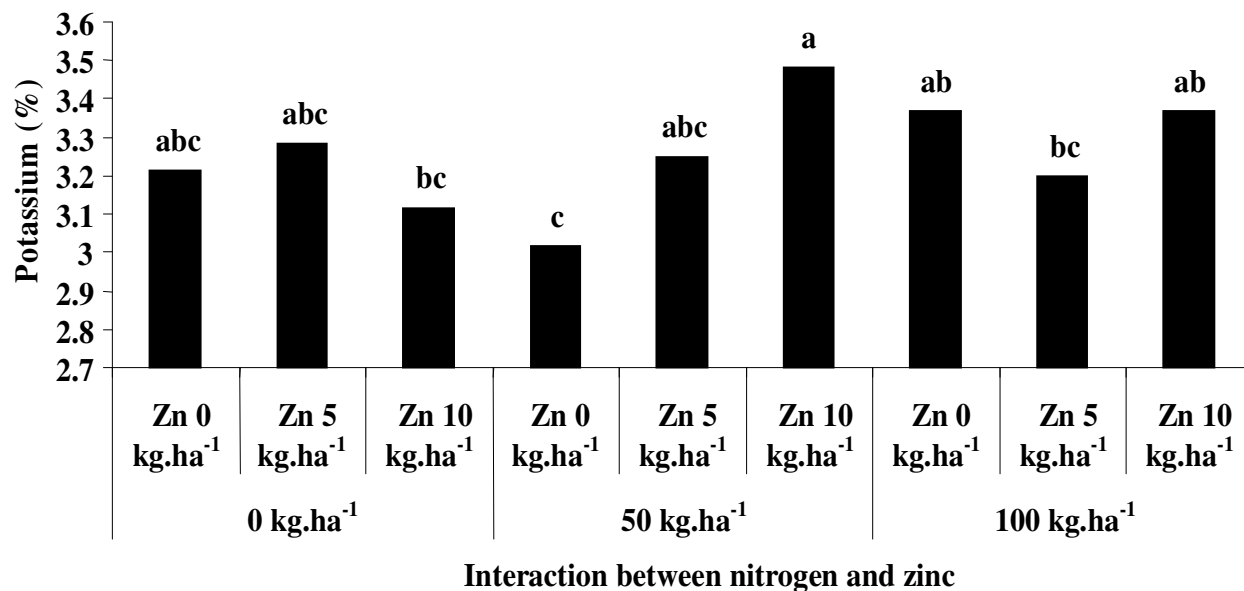 Potassium (%)
3.6
3.5
3.4
3.3
3.2
3.1
3
2.9
2.8
2.7
abc
abc
bc
c
abc
a
ab
bc
ab
Zn 0 kg.ha⁻¹
Zn 5 kg.ha⁻¹
Zn 10 kg.ha⁻¹
Zn 0 kg.ha⁻¹
Zn 5 kg.ha⁻¹
Zn 10 kg.ha⁻¹
Zn 0 kg.ha⁻¹
Zn 5 kg.ha⁻¹
Zn 10 kg.ha⁻¹
0 kg.ha⁻¹
50 kg.ha⁻¹
100 kg.ha⁻¹
Interaction between nitrogen and zinc